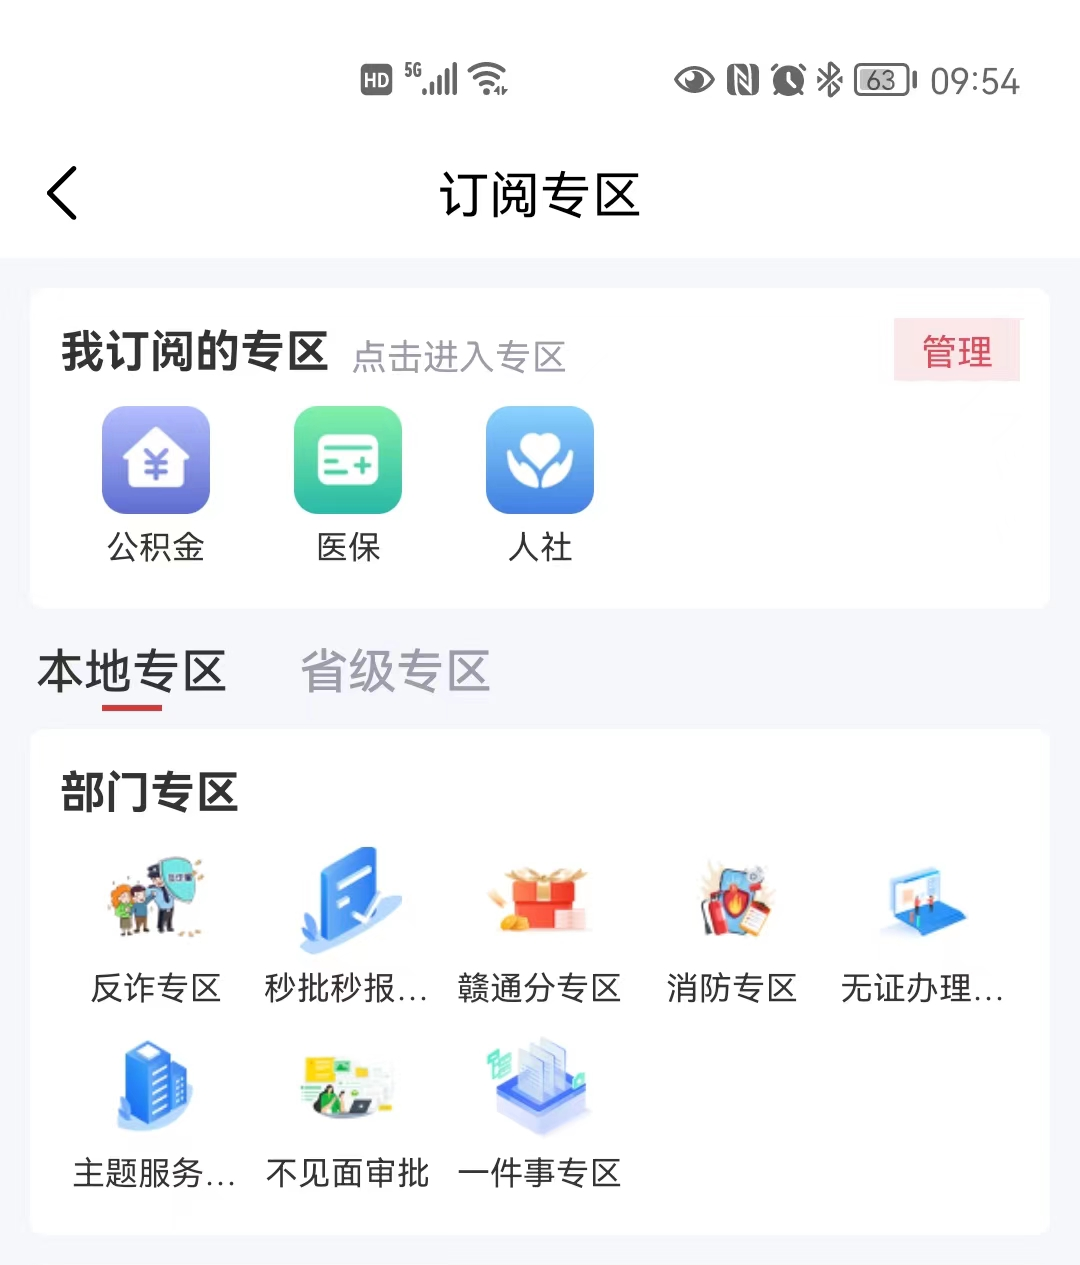 HD 5G 63 09:54
订阅专区
我订阅的专区 点击进入专区 管理
公积金 医保 人社
本地专区 省级专区
部门专区
反诈专区 秒批秒报... 赣通分专区 消防专区 无证办理...
主题服务... 不见面审批 一件事专区